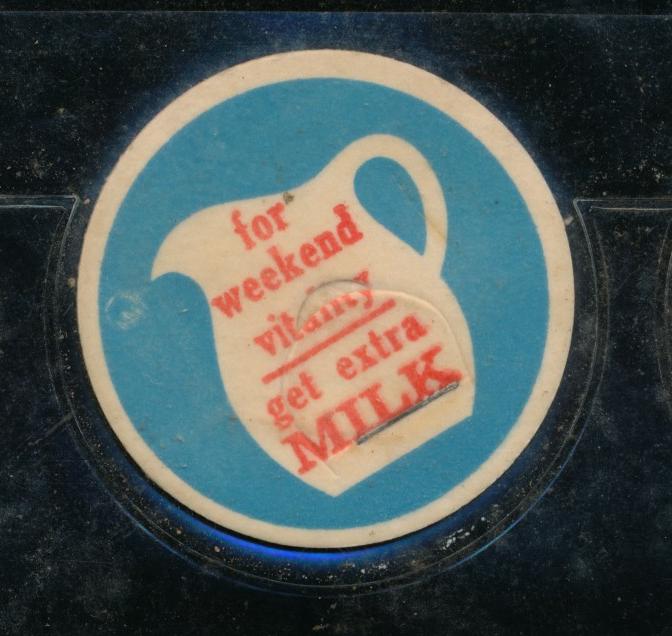 for
weekend
vitality
get extra
MILK